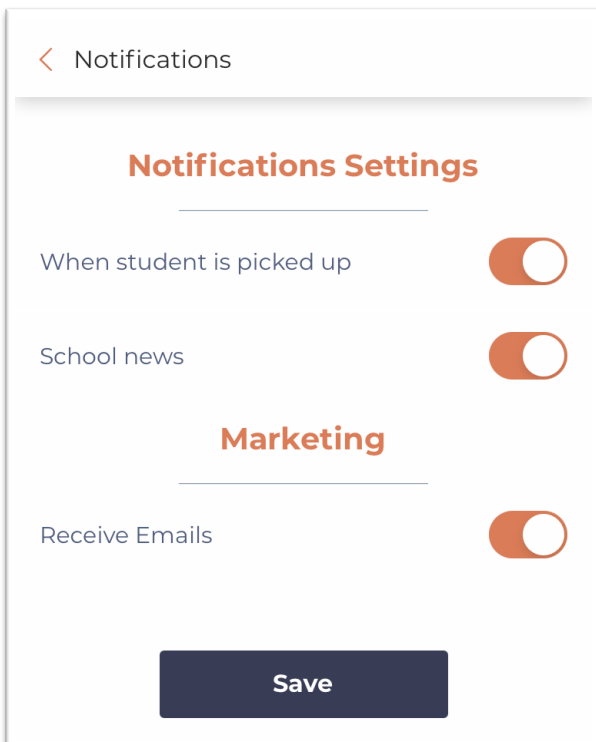 Notifications
Notifications Settings
When student is picked up
School news
Marketing
Receive Emails
Save